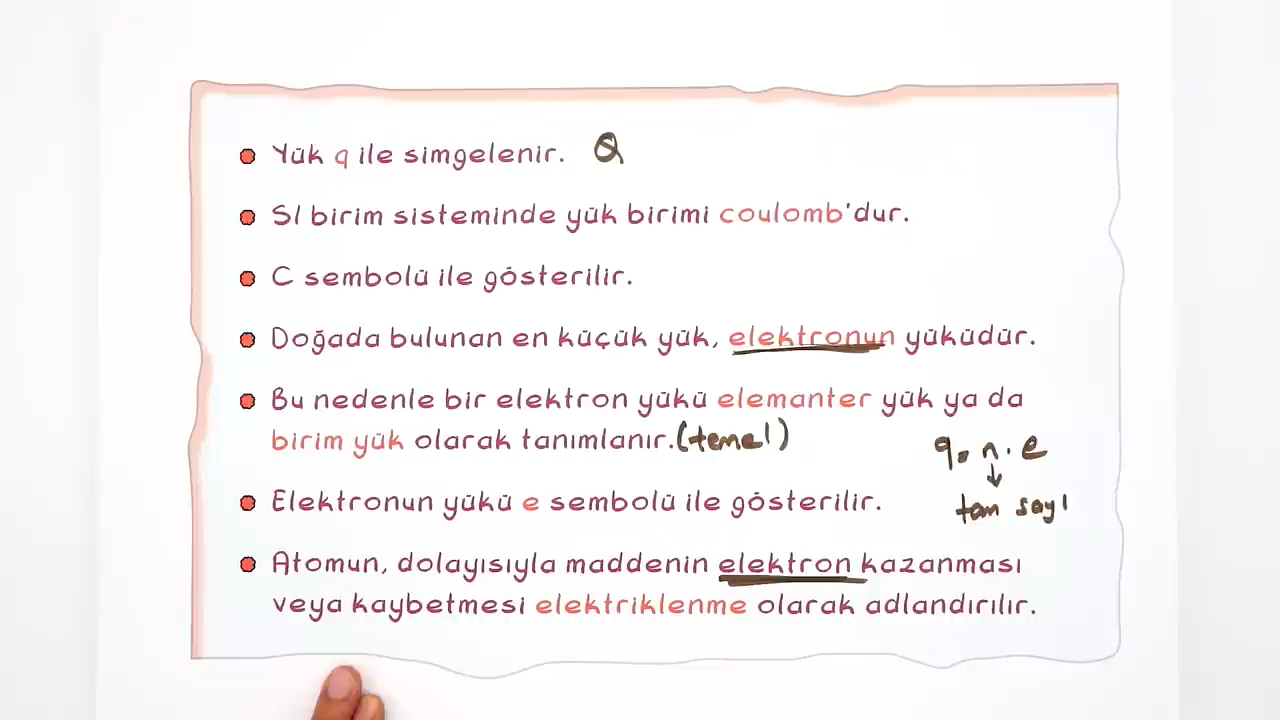 Yük q ile simgelenir. Q
SI birim sisteminde yük birimi coulomb'dur.
C sembolü ile gösterilir.
Doğada bulunan en küçük yük, elektronun yüküdür.
Bu nedenle bir elektron yükü elemanter yük ya da
birim yük olarak tanımlanır.(temel)
q = n . e
tam sayı
Elektronun yükü e sembolü ile gösterilir.
Atomun, dolayısıyla maddenin elektron kazanması
veya kaybetmesi elektriklenme olarak adlandırılır.